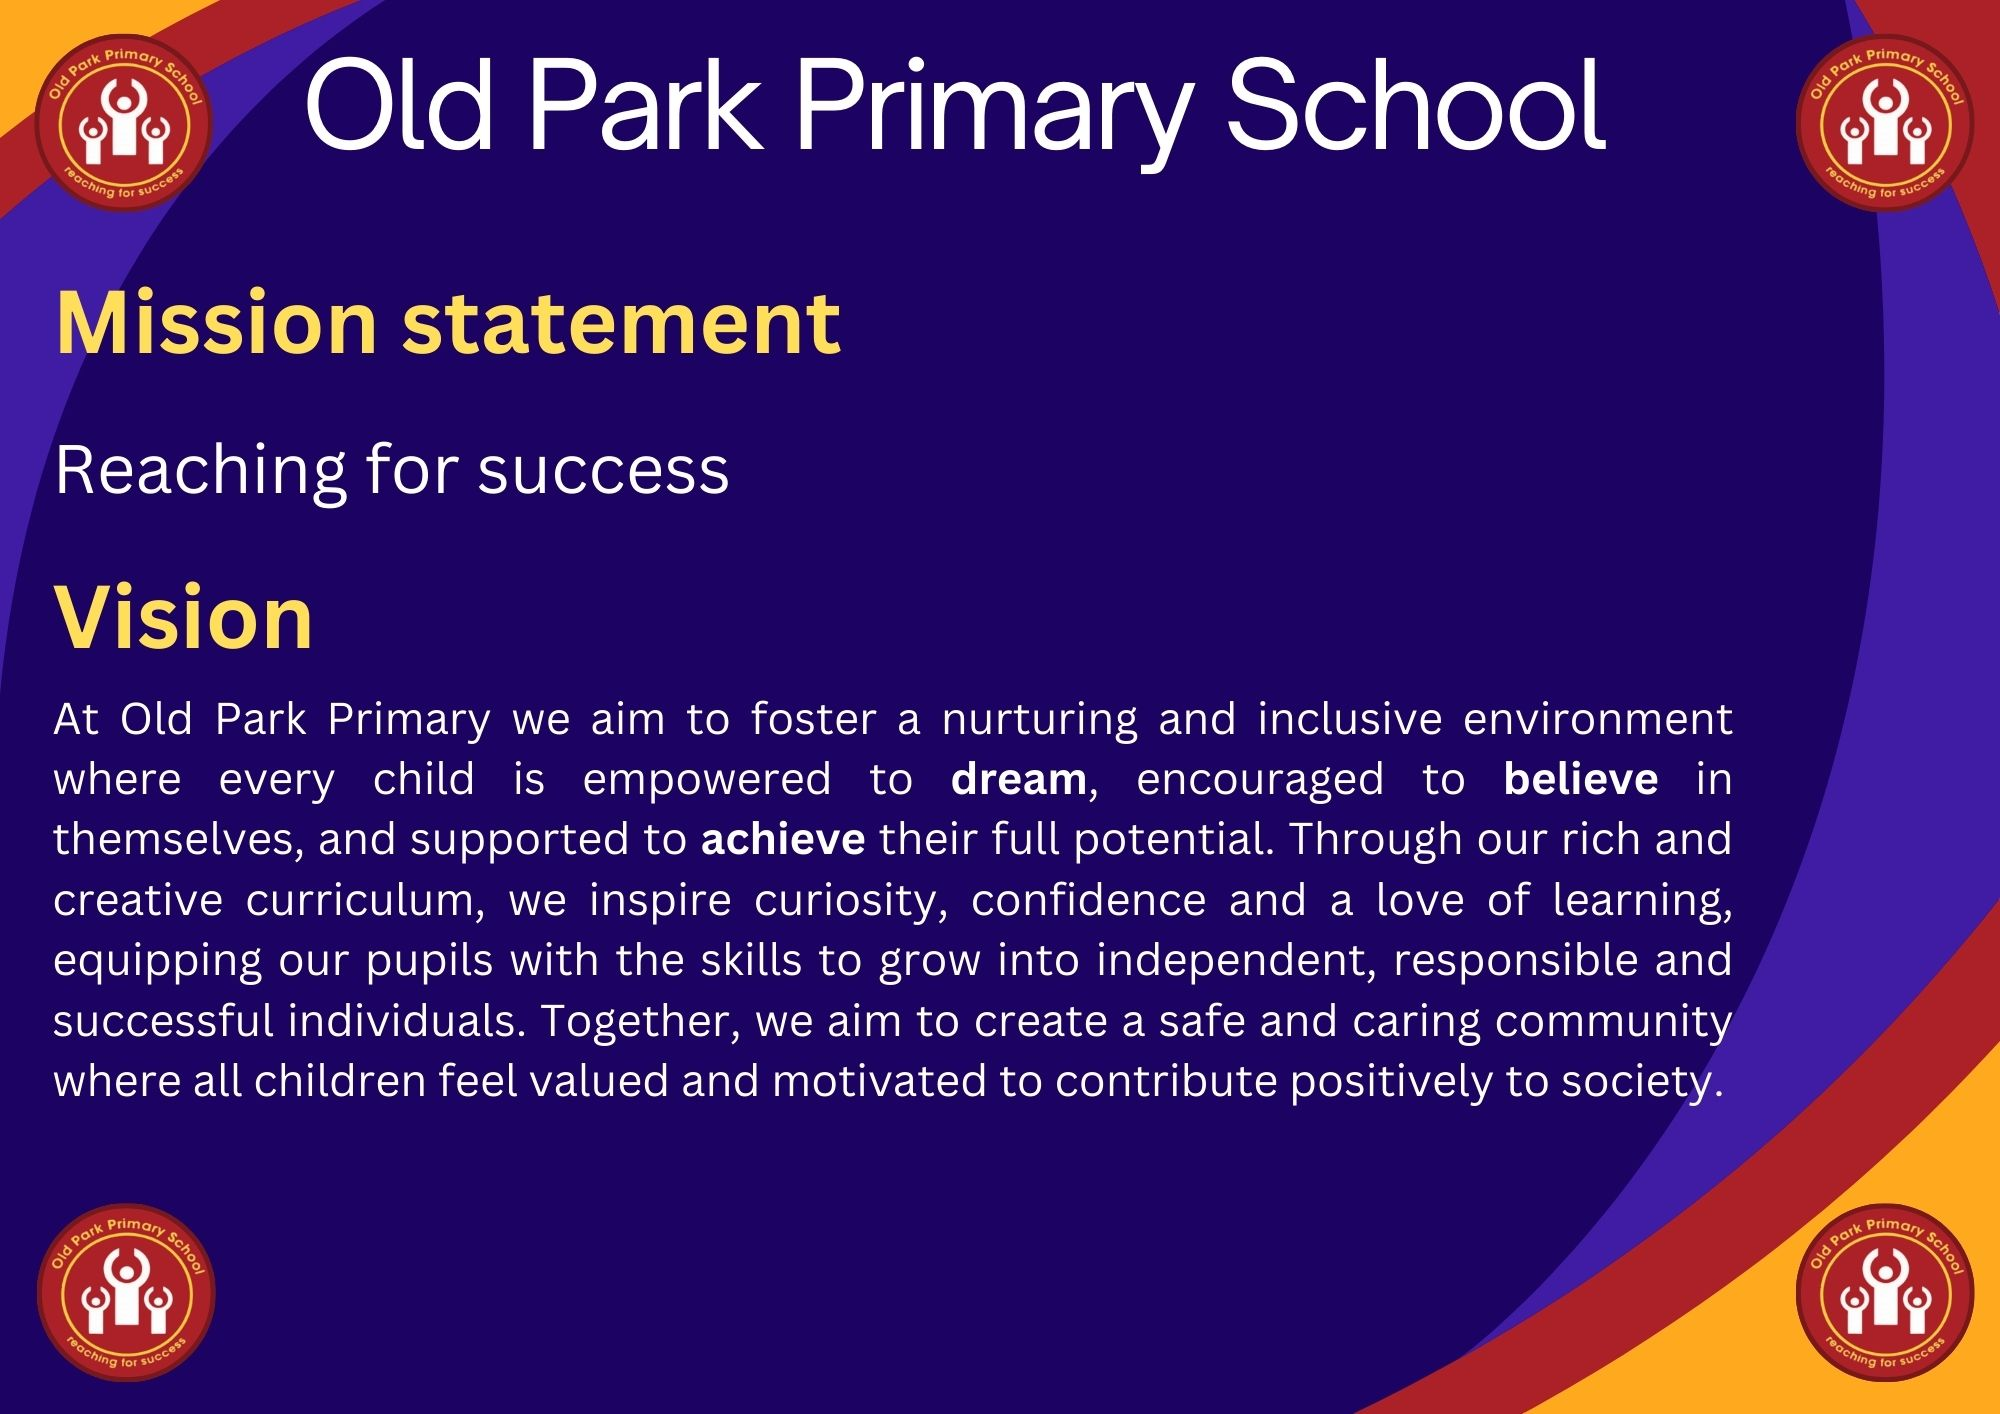 Old Park Primary School
Old Park Primary School
reaching for success
Old Park Primary School
reaching for success
Mission statement
Reaching for success
Vision
At Old Park Primary we aim to foster a nurturing and inclusive environment
where every child is empowered to dream, encouraged to believe in
themselves, and supported to achieve their full potential. Through our rich and
creative curriculum, we inspire curiosity, confidence and a love of learning,
equipping our pupils with the skills to grow into independent, responsible and
successful individuals. Together, we aim to create a safe and caring community
where all children feel valued and motivated to contribute positively to society.
Old Park Primary School
reaching for success
Old Park Primary School
reaching for success